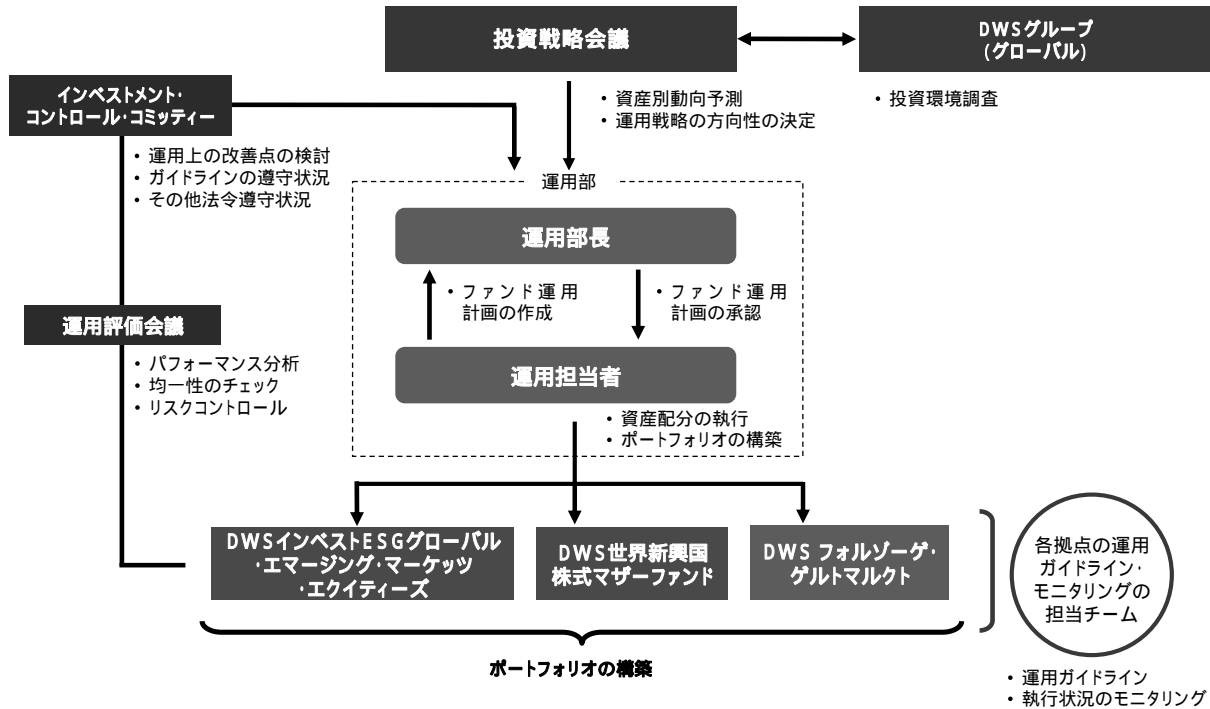 投資戦略会議
DWSグループ
(グローバル)
インベストメント・
コントロール・コミッティー
• 資産別動向予測
• 運用戦略の方向性の決定
• 投資環境調査
• 運用上の改善点の検討
• ガイドラインの遵守状況
• その他法令遵守状況
運用部
運用部長
• ファンド運用
計画の作成
• ファンド運用
計画の承認
運用評価会議
• パフォーマンス分析
• 均一性のチェック
• リスクコントロール
運用担当者
• 資産配分の執行
• ポートフォリオの構築
DWSインベストESGグローバル
・エマージング・マーケッツ
・エクイティーズ
DWS世界新興国
株式マザーファンド
DWS フォルゾーゲ・
ゲルトマルクト
各拠点の運用
ガイドライン・
モニタリングの
担当チーム
ポートフォリオの構築
• 運用ガイドライン
• 執行状況のモニタリング